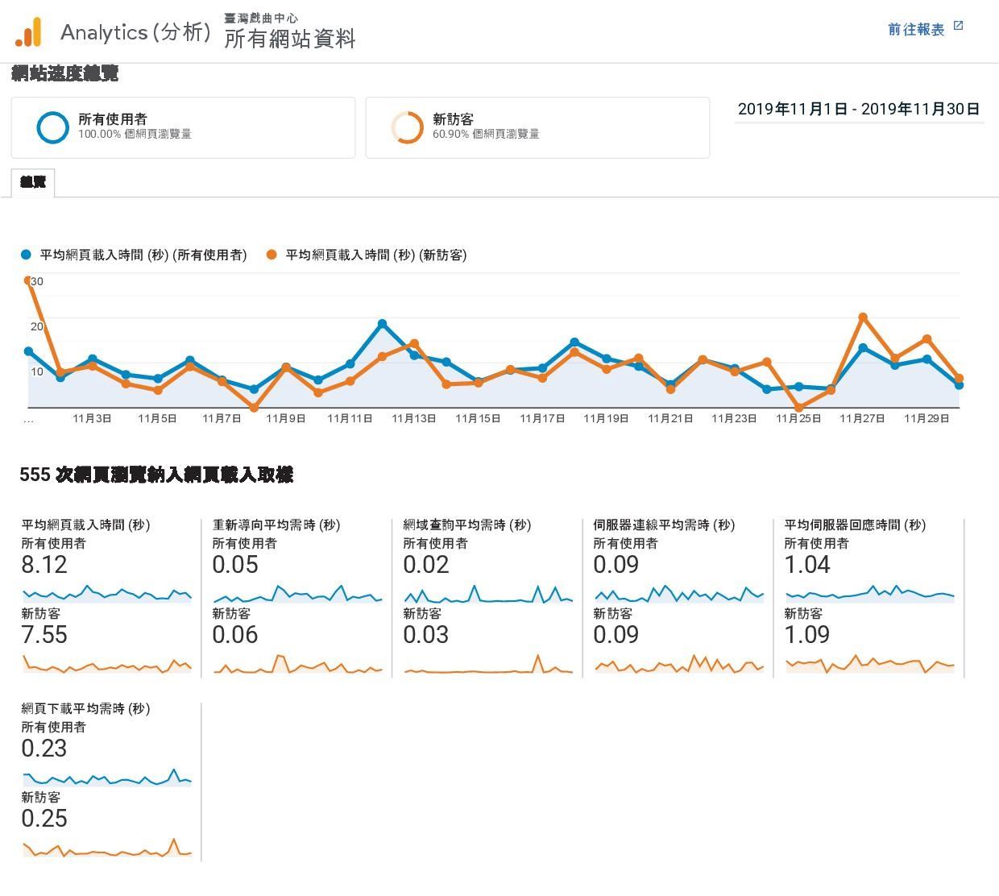 臺灣戲曲中心
Analytics (分析) 所有網站資料
前往報表
網站速度總覽
所有使用者
100.00% 個網頁瀏覽量
新訪客
60.90% 個網頁瀏覽量
2019年11月1日 - 2019年11月30日
總覽
平均網頁載入時間 (秒) (所有使用者) 平均網頁載入時間 (秒) (新訪客)
30
20
10
... 11月3日 11月5日 11月7日 11月9日 11月11日 11月13日 11月15日 11月17日 11月19日 11月21日 11月23日 11月25日 11月27日 11月29日
555 次網頁瀏覽納入網頁載入取樣
平均網頁載入時間 (秒)
所有使用者
8.12
新訪客
7.55
重新導向平均需時 (秒)
所有使用者
0.05
新訪客
0.06
網域查詢平均需時 (秒)
所有使用者
0.02
新訪客
0.03
伺服器連線平均需時 (秒)
所有使用者
0.09
新訪客
0.09
平均伺服器回應時間 (秒)
所有使用者
1.04
新訪客
1.09
網頁下載平均需時 (秒)
所有使用者
0.23
新訪客
0.25